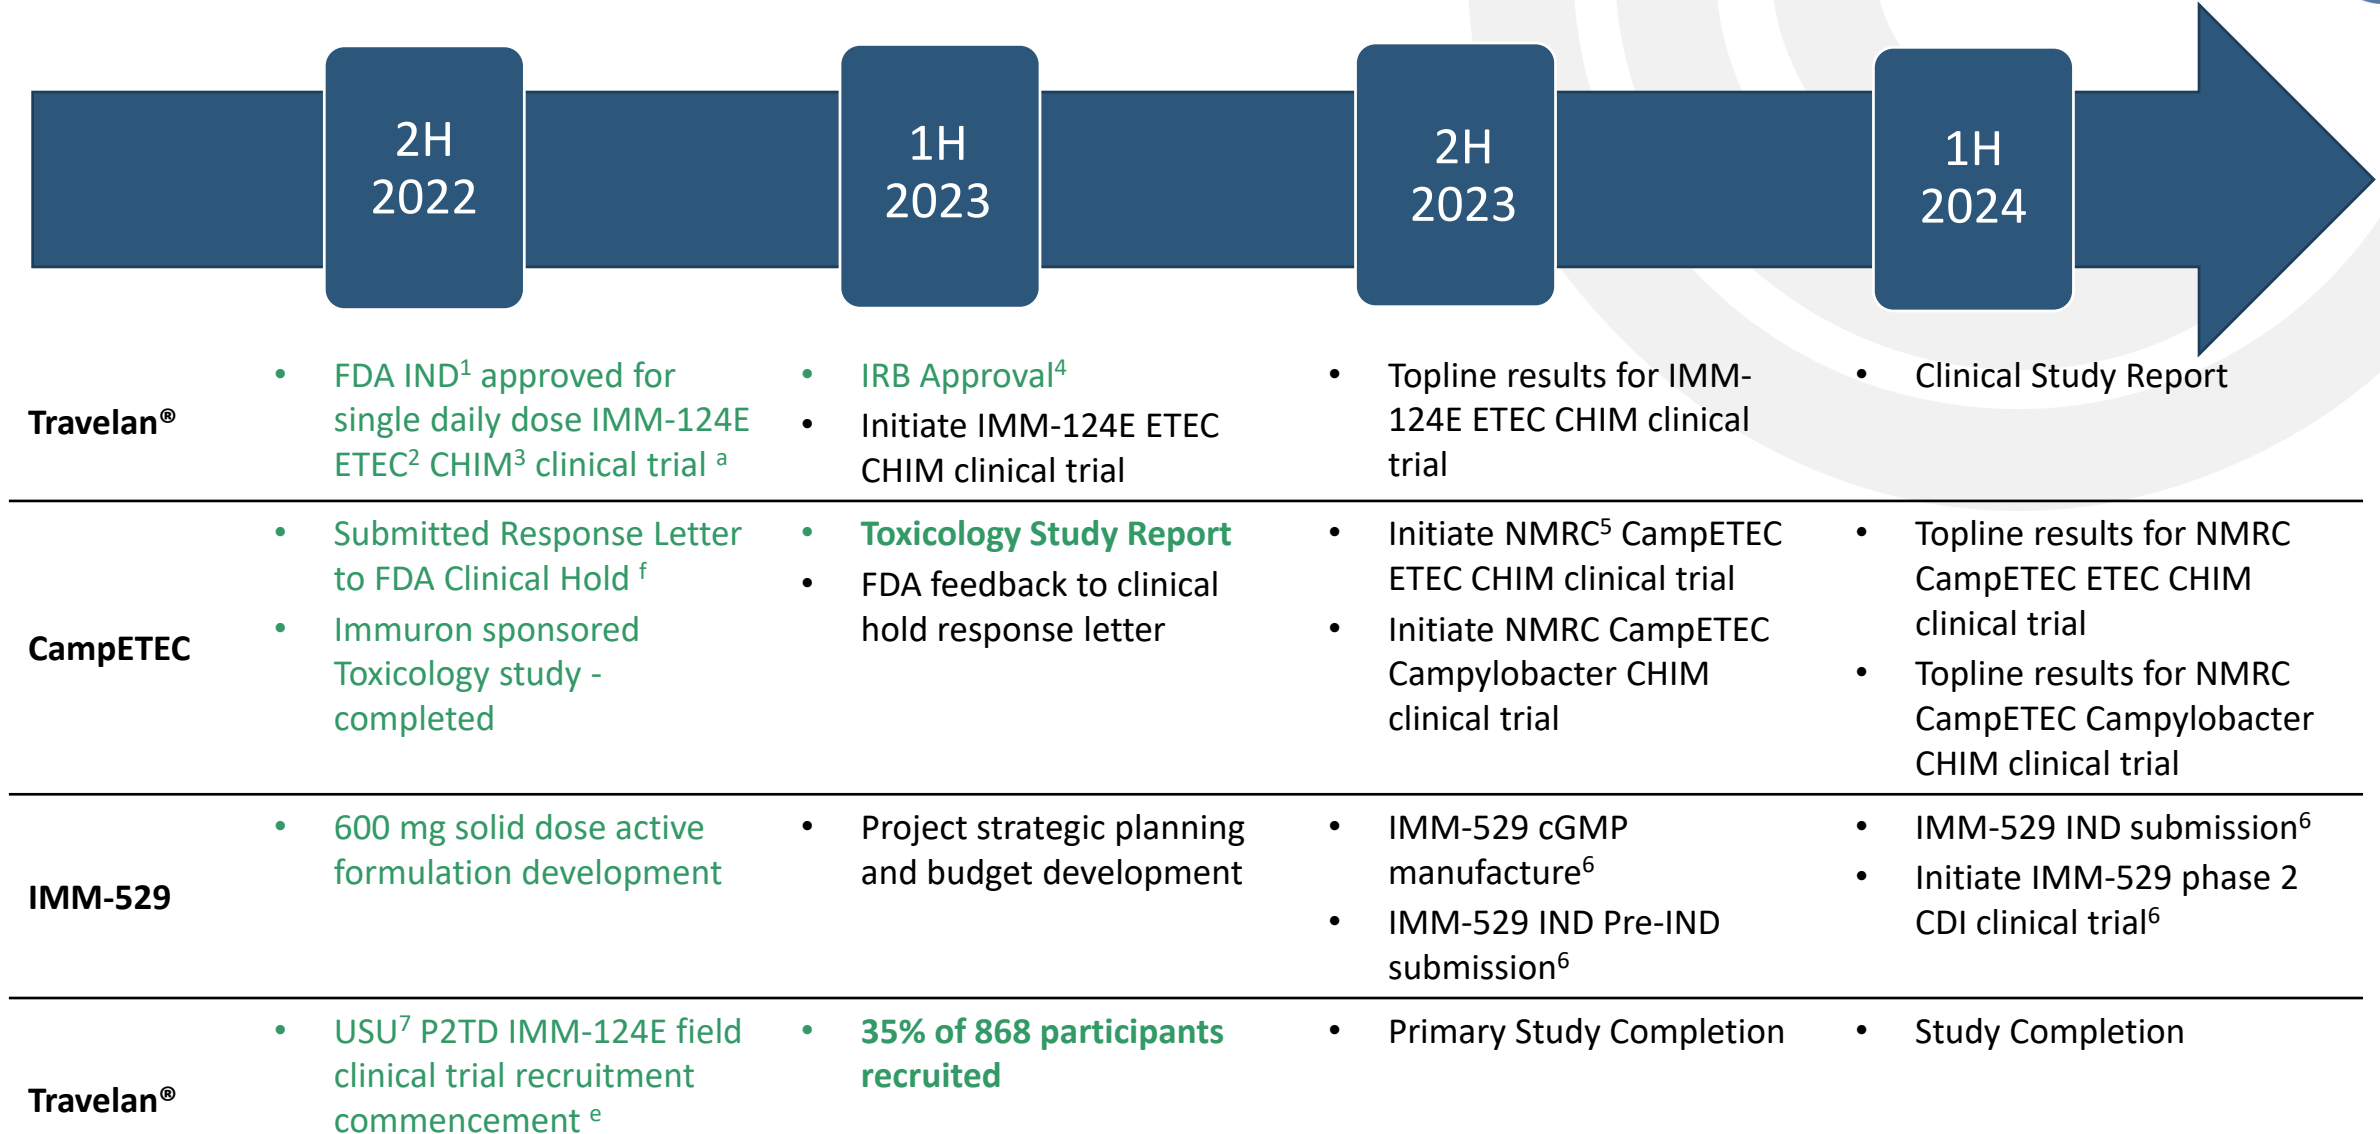 2H
2022
1H
2023
2H
2023
1H
2024
Travelan®
• FDA IND¹ approved for
single daily dose IMM-124E
ETEC² CHIM³ clinical trial ᵃ
• IRB Approval⁴
• Initiate IMM-124E ETEC
CHIM clinical trial
• Topline results for IMM-
124E ETEC CHIM clinical
trial
• Clinical Study Report
CampETEC
• Submitted Response Letter
to FDA Clinical Hold ᶠ
• Immuron sponsored
Toxicology study -
completed
• Toxicology Study Report
• FDA feedback to clinical
hold response letter
• Initiate NMRC⁵ CampETEC
ETEC CHIM clinical trial
• Initiate NMRC CampETEC
Campylobacter CHIM
clinical trial
• Topline results for NMRC
CampETEC ETEC CHIM
clinical trial
• Topline results for NMRC
CampETEC Campylobacter
CHIM clinical trial
IMM-529
• 600 mg solid dose active
formulation development
• Project strategic planning
and budget development
• IMM-529 cGMP
manufacture⁶
• IMM-529 IND Pre-IND
submission⁶
• IMM-529 IND submission⁶
• Initiate IMM-529 phase 2
CDI clinical trial⁶
Travelan®
• USU⁷ P2TD IMM-124E field
clinical trial recruitment
commencement ᵉ
• 35% of 868 participants
recruited
• Primary Study Completion
• Study Completion